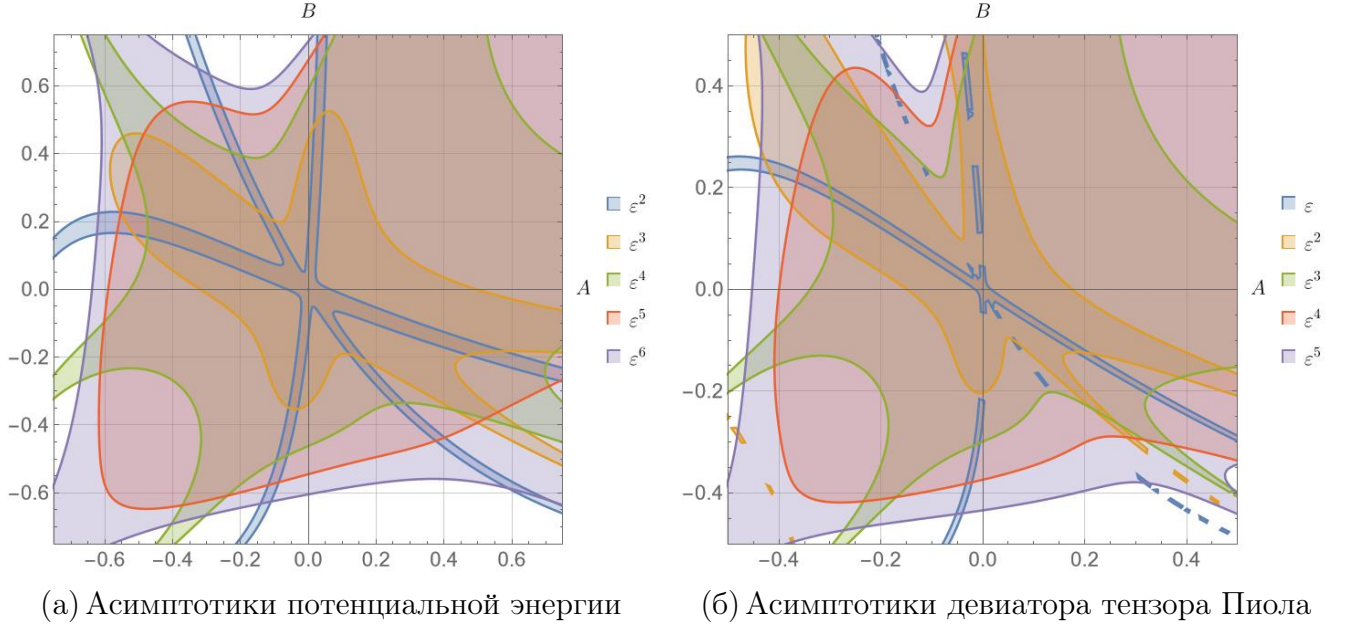 B
B
0.6
0.4
0.2
0.0
−0.2
−0.4
−0.6
−0.6 −0.4 −0.2 0.0 0.2 0.4 0.6
A
ε²
ε³
ε⁴
ε⁵
ε⁶
0.4
0.2
0.0
−0.2
−0.4
−0.4 −0.2 0.0 0.2 0.4
A
ε
ε²
ε³
ε⁴
ε⁵
(а) Асимптотики потенциальной энергии
(б) Асимптотики девиатора тензора Пиола